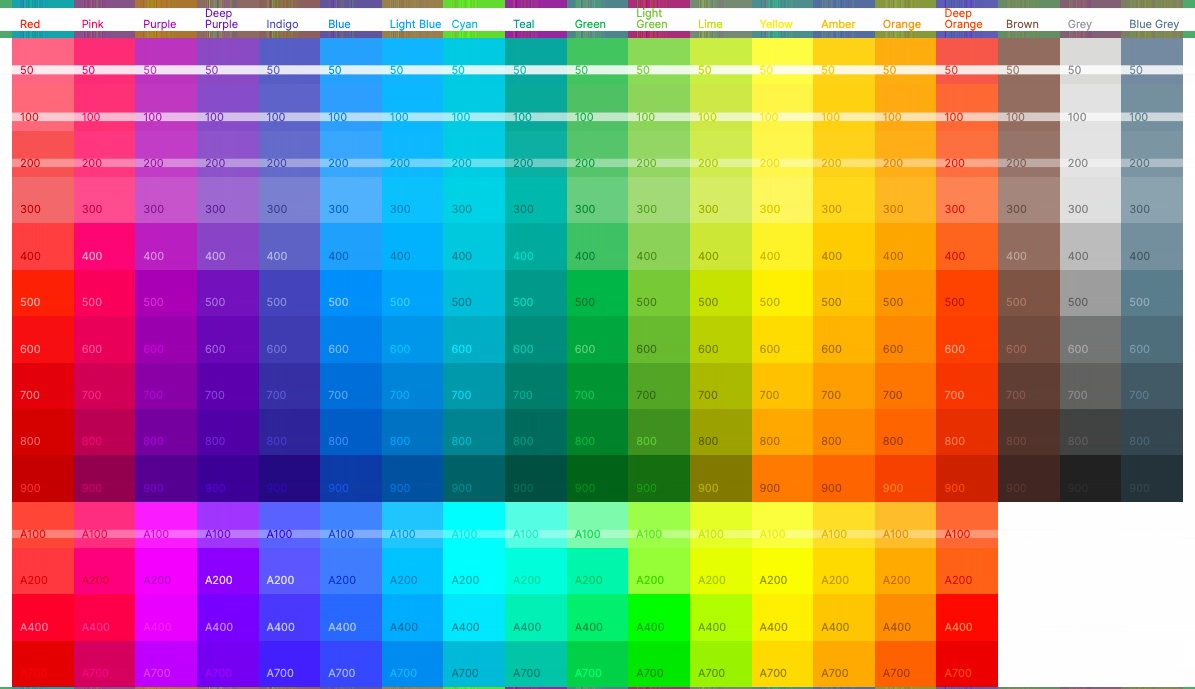 Red Pink Purple Deep Purple Indigo Blue Light Blue Cyan Teal Green Light Green Lime Yellow Amber Orange Deep Orange Brown Grey Blue Grey
50 50 50 50 50 50 50 50 50 50 50 50 50 50 50 50 50 50 50
100 100 100 100 100 100 100 100 100 100 100 100 100 100 100 100 100 100 100
200 200 200 200 200 200 200 200 200 200 200 200 200 200 200 200 200 200 200
300 300 300 300 300 300 300 300 300 300 300 300 300 300 300 300 300 300 300
400 400 400 400 400 400 400 400 400 400 400 400 400 400 400 400 400 400 400
500 500 500 500 500 500 500 500 500 500 500 500 500 500 500 500 500 500 500
600 600 600 600 600 600 600 600 600 600 600 600 600 600 600 600 600 600 600
700 700 700 700 700 700 700 700 700 700 700 700 700 700 700 700 700 700 700
800 800 800 800 800 800 800 800 800 800 800 800 800 800 800 800 800 800 800
900 900 900 900 900 900 900 900 900 900 900 900 900 900 900 900 900 900 900
A100 A100 A100 A100 A100 A100 A100 A100 A100 A100 A100 A100 A100 A100 A100 A100
A200 A200 A200 A200 A200 A200 A200 A200 A200 A200 A200 A200 A200 A200 A200 A200
A400 A400 A400 A400 A400 A400 A400 A400 A400 A400 A400 A400 A400 A400 A400 A400
A700 A700 A700 A700 A700 A700 A700 A700 A700 A700 A700 A700 A700 A700 A700 A700